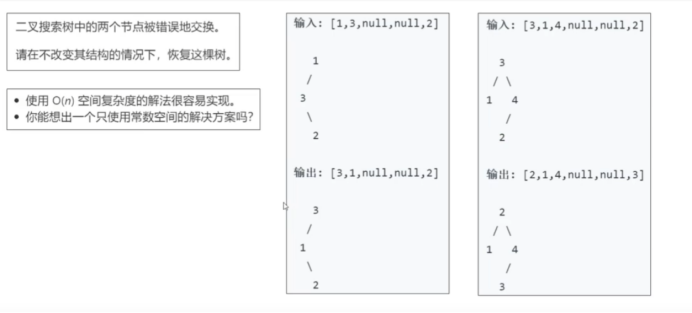 二叉搜索树中的两个节点被错误地交换。
请在不改变其结构的情况下，恢复这棵树。
• 使用 O(n) 空间复杂度的解法很容易实现。
• 你能想出一个只使用常数空间的解决方案吗?
输入: [1,3,null,null,2]
1
/
3
\
2
输出: [3,1,null,null,2]
3
/
1
\
2
输入: [3,1,4,null,null,2]
3
/ \
1 4
/
2
输出: [2,1,4,null,null,3]
2
/ \
1 4
/
3